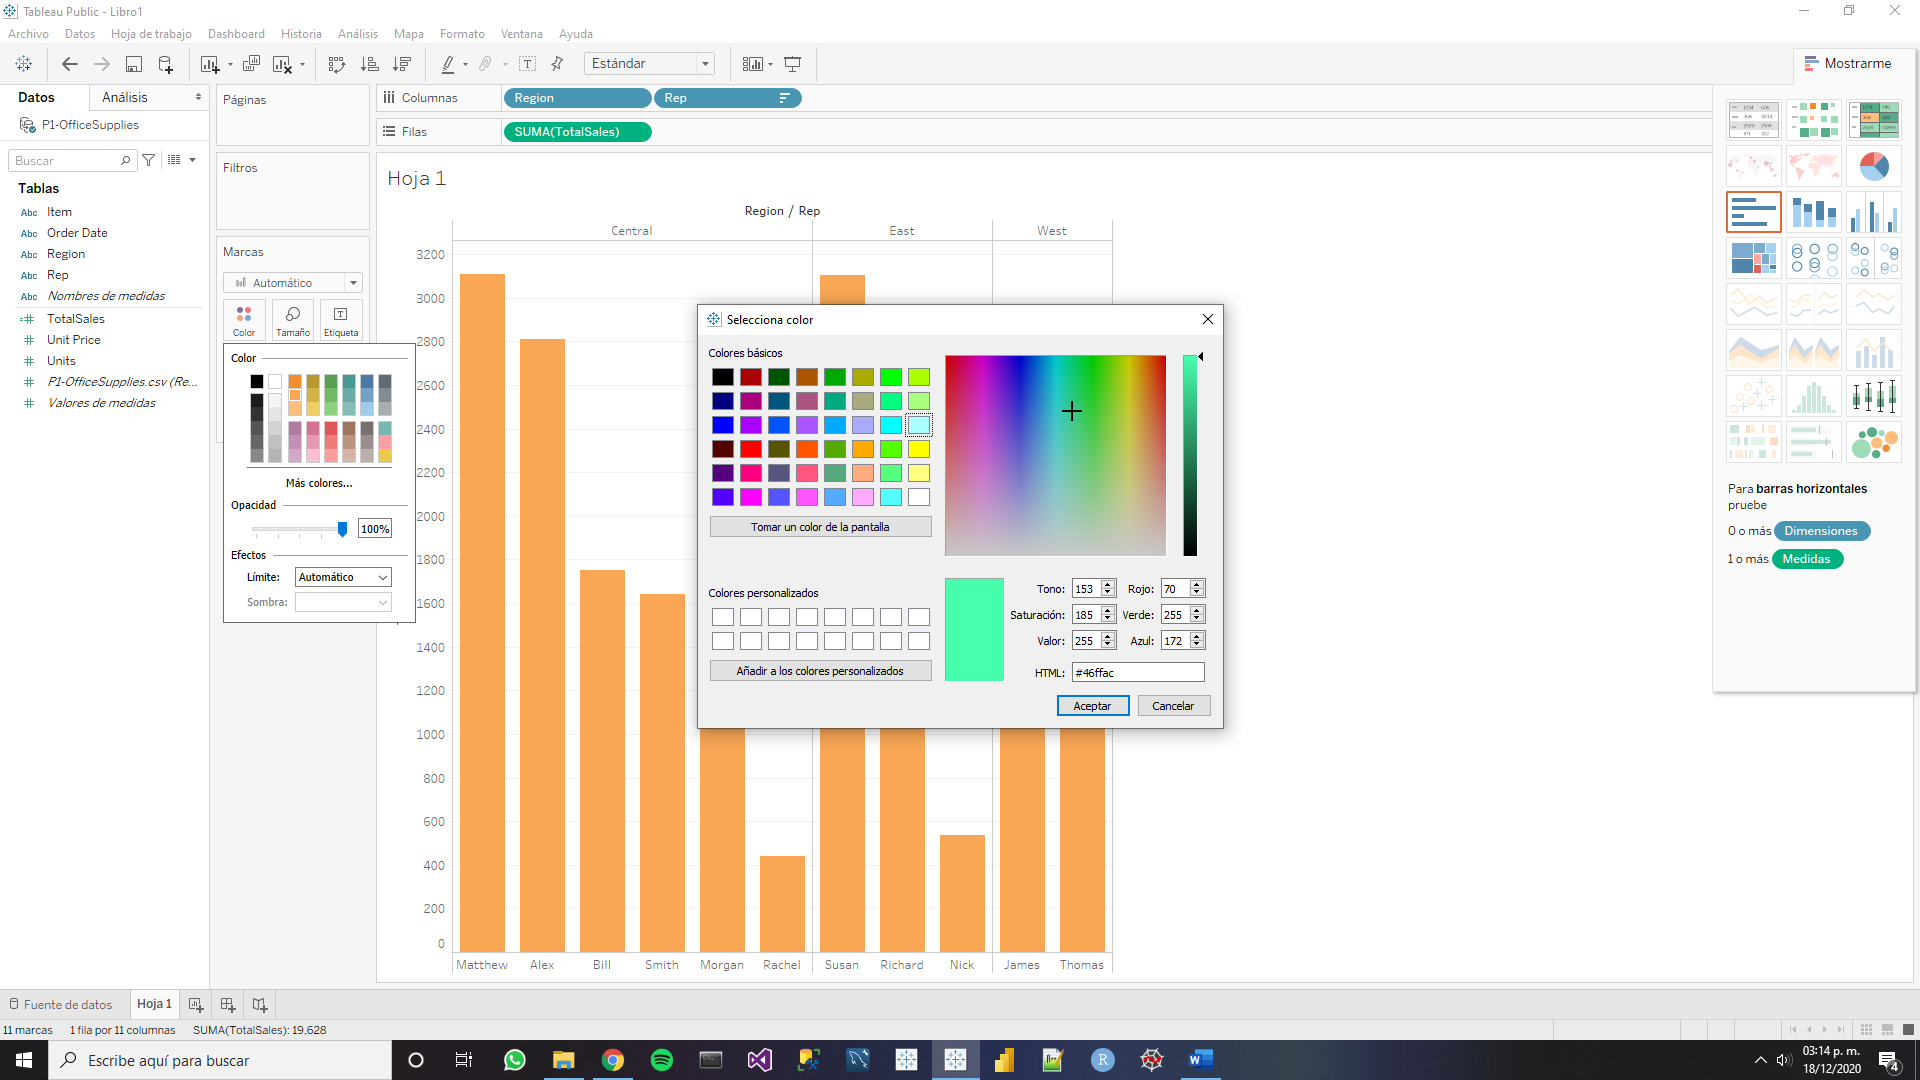 Tableau Public - Libro1
Archivo Datos Hoja de trabajo Dashboard Historia Análisis Mapa Formato Ventana Ayuda
Estándar
Mostrarme
Datos Análisis
P1-OfficeSupplies
Buscar
Tablas
Abc Item
Abc Order Date
Abc Region
Abc Rep
Abc Nombres de medidas
TotalSales
Unit Price
Units
P1-OfficeSupplies.csv (Re...
Valores de medidas
Páginas
Filtros
Marcas
Automático
Color Tamaño Etiqueta
Color
Más colores...
Opacidad
100%
Efectos
Límite: Automático
Sombra:
Columnas Region Rep
Filas SUMA(TotalSales)
Hoja 1
Region / Rep
Central East West
3200
3000
2800
2600
2400
2200
2000
1800
1600
1400
1200
1000
800
600
400
200
0
Matthew Alex Bill Smith Morgan Rachel Susan Richard Nick James Thomas
Selecciona color
Colores básicos
Tomar un color de la pantalla
Colores personalizados
Añadir a los colores personalizados
Tono: 153 Rojo: 70
Saturación: 185 Verde: 255
Valor: 255 Azul: 172
HTML: #46ffac
Aceptar Cancelar
Para barras horizontales
pruebe
0 o más Dimensiones
1 o más Medidas
Fuente de datos Hoja 1
11 marcas 1 fila por 11 columnas SUMA(TotalSales): 19,628
Escribe aquí para buscar
03:14 p. m.
18/12/2020
4